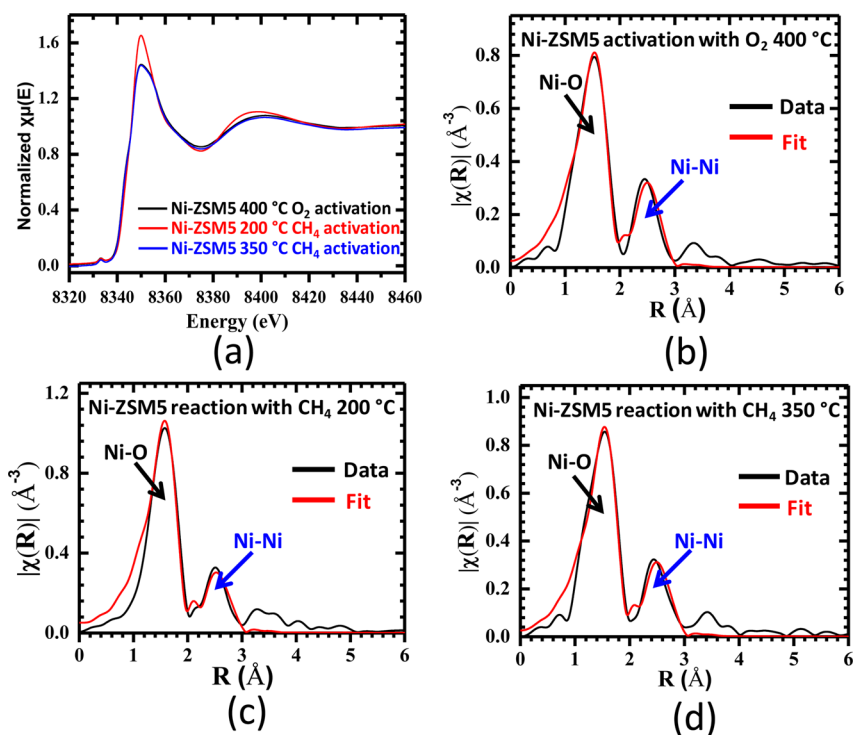 Normalized χμ(E)
1.6
1.2
0.8
0.4
0.0
Ni-ZSM5 400 °C O₂ activation
Ni-ZSM5 200 °C CH₄ activation
Ni-ZSM5 350 °C CH₄ activation
8320 8340 8360 8380 8400 8420 8440 8460
Energy (eV)
(a)
Ni-ZSM5 activation with O₂ 400 °C
|χ(R)| (Å⁻³)
0.8
0.6
0.4
0.2
0.0
Ni-O
Data
Fit
Ni-Ni
0 1 2 3 4 5 6
R (Å)
(b)
Ni-ZSM5 reaction with CH₄ 200 °C
|χ(R)| (Å⁻³)
1.2
0.8
0.4
0.0
Ni-O
Data
Fit
Ni-Ni
0 1 2 3 4 5 6
R (Å)
(c)
Ni-ZSM5 reaction with CH₄ 350 °C
|χ(R)| (Å⁻³)
1.0
0.8
0.6
0.4
0.2
0.0
Ni-O
Data
Fit
Ni-Ni
0 1 2 3 4 5 6
R (Å)
(d)